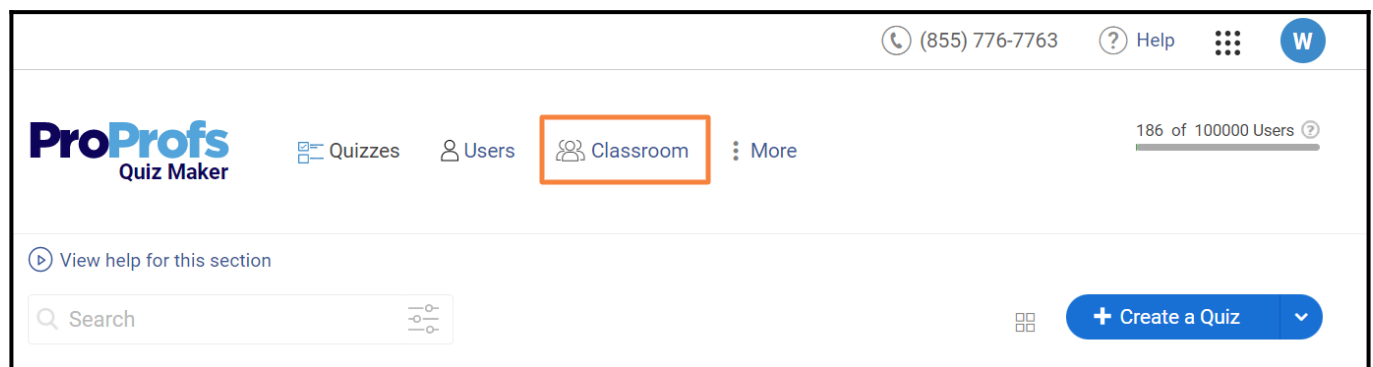 (855) 776-7763 ? Help W
ProProfs
Quiz Maker
Quizzes Users Classroom More
186 of 100000 Users ?
View help for this section
Search
+ Create a Quiz